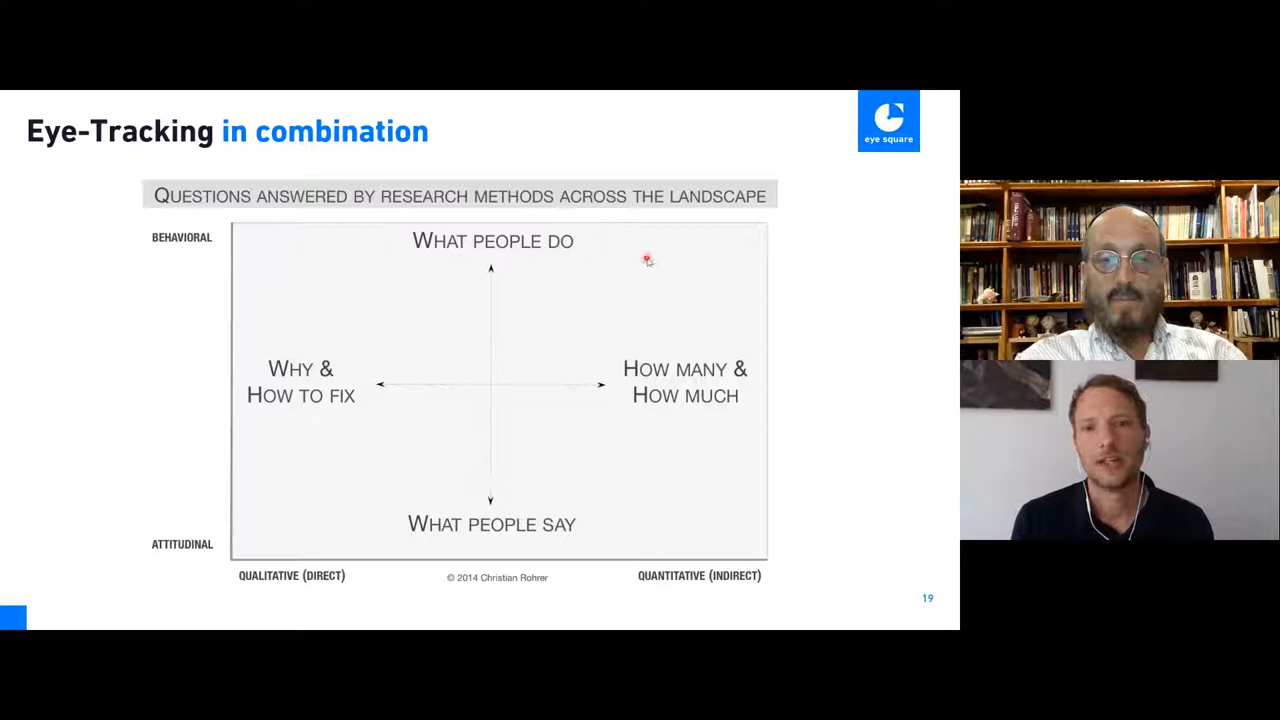 Eye-Tracking in combination
eye square
QUESTIONS ANSWERED BY RESEARCH METHODS ACROSS THE LANDSCAPE
BEHAVIORAL
WHAT PEOPLE DO
WHY &
HOW TO FIX
HOW MANY &
HOW MUCH
WHAT PEOPLE SAY
ATTITUDINAL
QUALITATIVE (DIRECT)
© 2014 Christian Rohrer
QUANTITATIVE (INDIRECT)
19